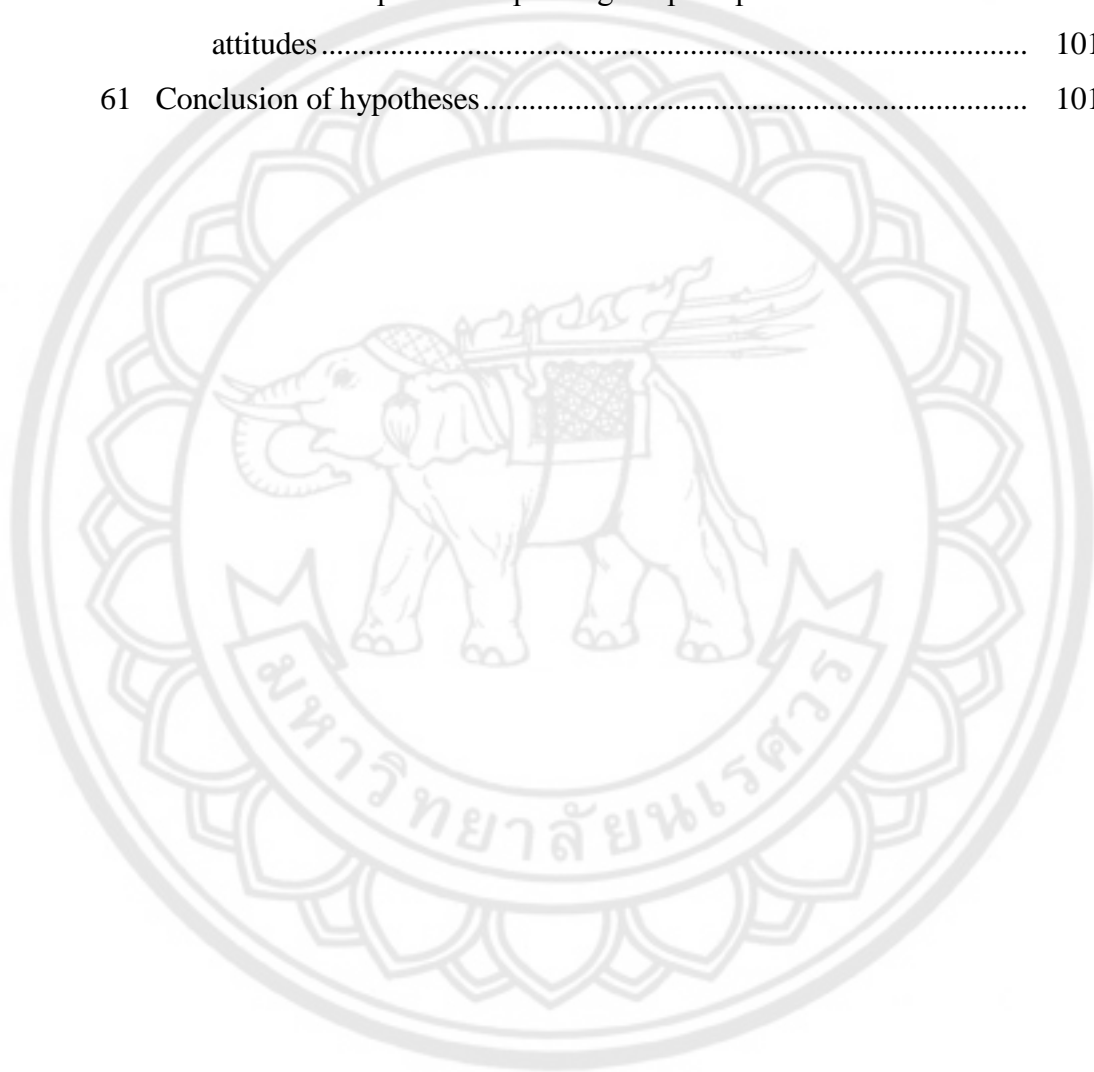 attitudes.......................................................................................... 101
61 Conclusion of hypotheses..................................................................... 101
มหาวิทยาลัยนเรศวร